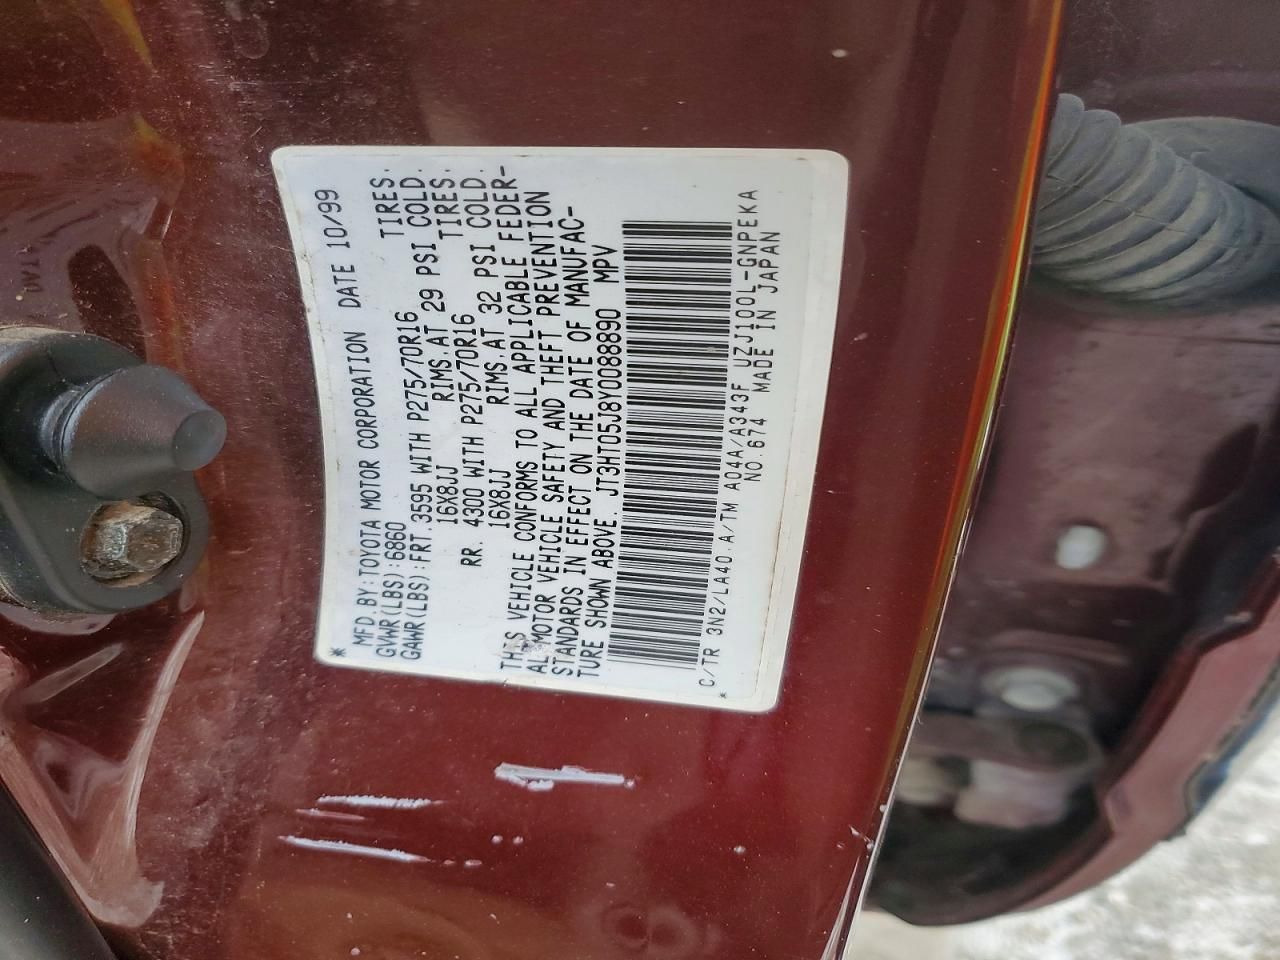 * MFD BY:TOYOTA MOTOR CORPORATION DATE 10/99
GVWR(LBS):6860
GAWR(LBS):FRT.3595 WITH P275/70R16 TIRES,
16X8JJ RIMS,AT 29 PSI COLD.
RR. 4300 WITH P275/70R16 TIRES,
16X8JJ RIMS,AT 32 PSI COLD.
THIS VEHICLE CONFORMS TO ALL APPLICABLE FEDER-
AL MOTOR VEHICLE SAFETY AND THEFT PREVENTION
STANDARDS IN EFFECT ON THE DATE OF MANUFAC-
TURE SHOWN ABOVE. JT3HT05J8Y0088890 MPV
* C/TR 3N2/LA40 A/TM A04A/A343F UZJ100L-GNPEKA
NO.674 MADE IN JAPAN